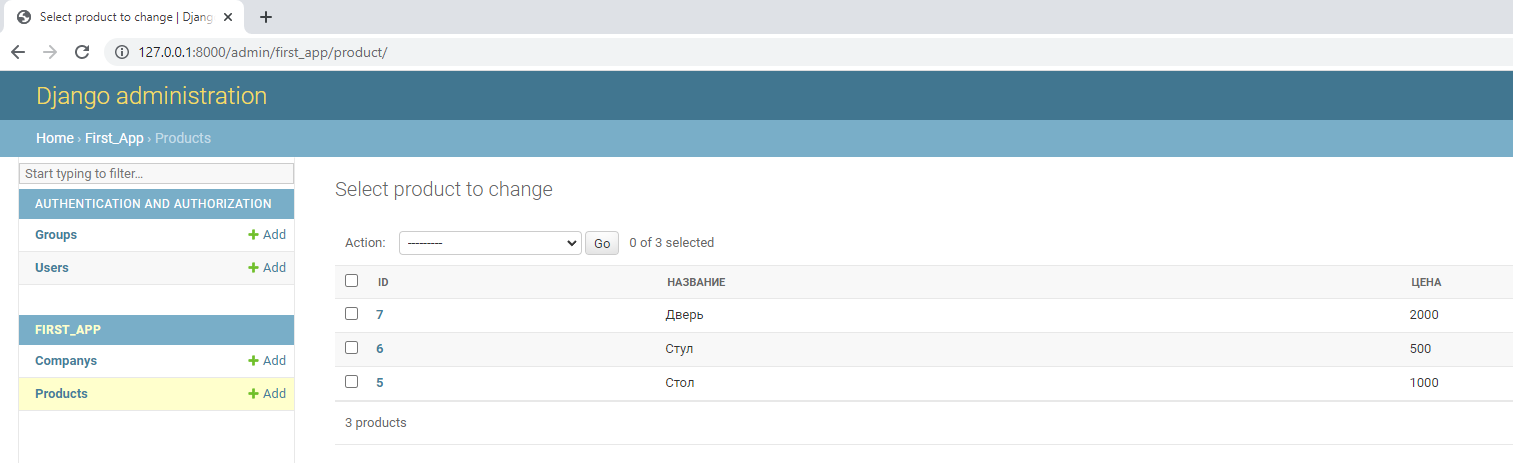 Select product to change | Djang
127.0.0.1:8000/admin/first_app/product/
Django administration
Home › First_App › Products
Start typing to filter...
AUTHENTICATION AND AUTHORIZATION
Groups + Add
Users + Add
FIRST_APP
Companys + Add
Products + Add
Select product to change
Action: --------- Go 0 of 3 selected
ID НАЗВАНИЕ ЦЕНА
7 Дверь 2000
6 Стул 500
5 Стол 1000
3 products